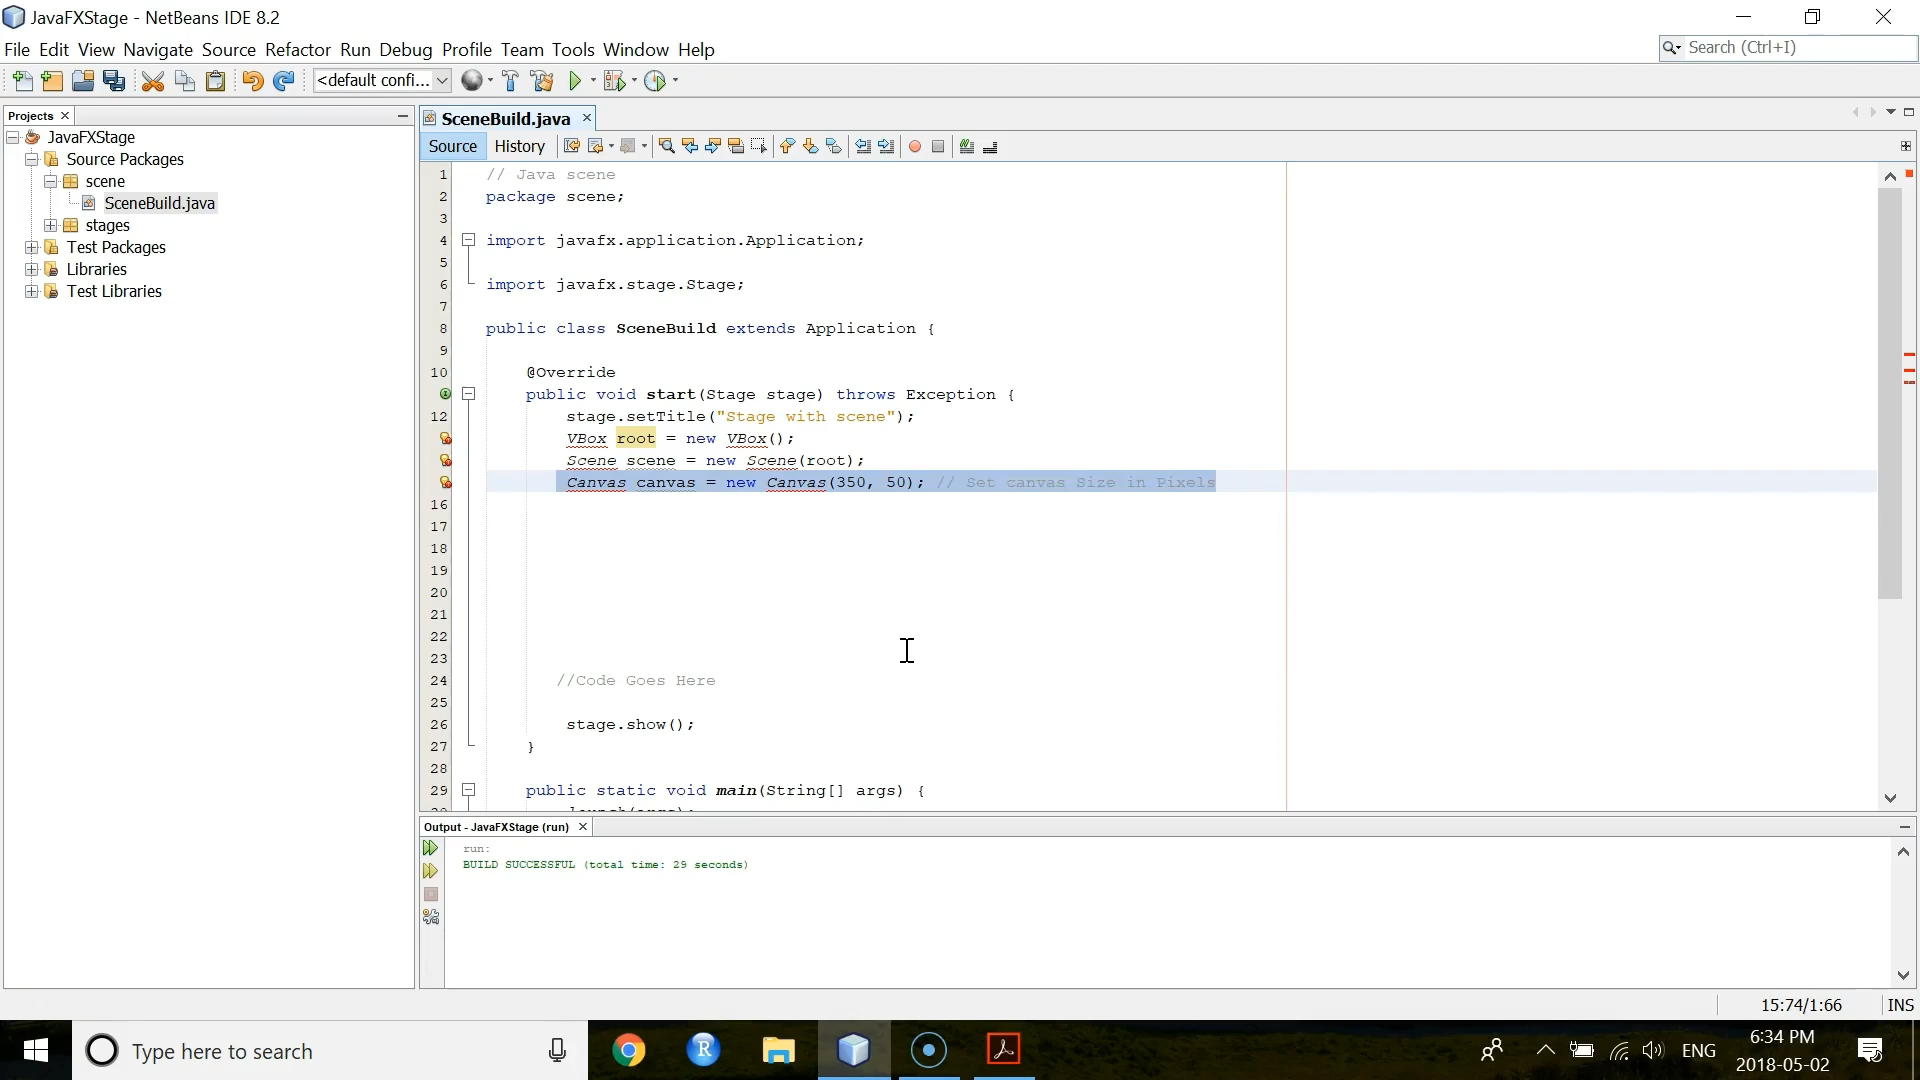 JavaFXStage - NetBeans IDE 8.2
File Edit View Navigate Source Refactor Run Debug Profile Team Tools Window Help
Search (Ctrl+I)
<default confi...
Projects
SceneBuild.java
JavaFXStage
Source Packages
scene
SceneBuild.java
stages
Test Packages
Libraries
Test Libraries
Source History
1 // Java scene
2 package scene;
3
4 import javafx.application.Application;
5
6 import javafx.stage.Stage;
7
8 public class SceneBuild extends Application {
9
10 @Override
public void start(Stage stage) throws Exception {
12 stage.setTitle("Stage with scene");
VBox root = new VBox();
Scene scene = new Scene(root);
Canvas canvas = new Canvas(350, 50); // Set canvas Size in Pixels
16
17
18
19
20
21
22
23
24 //Code Goes Here
25
26 stage.show();
27 }
28
29 public static void main(String[] args) {
Output - JavaFXStage (run)
run:
BUILD SUCCESSFUL (total time: 29 seconds)
15:74/1:66 INS
Type here to search
R
ENG
6:34 PM
2018-05-02